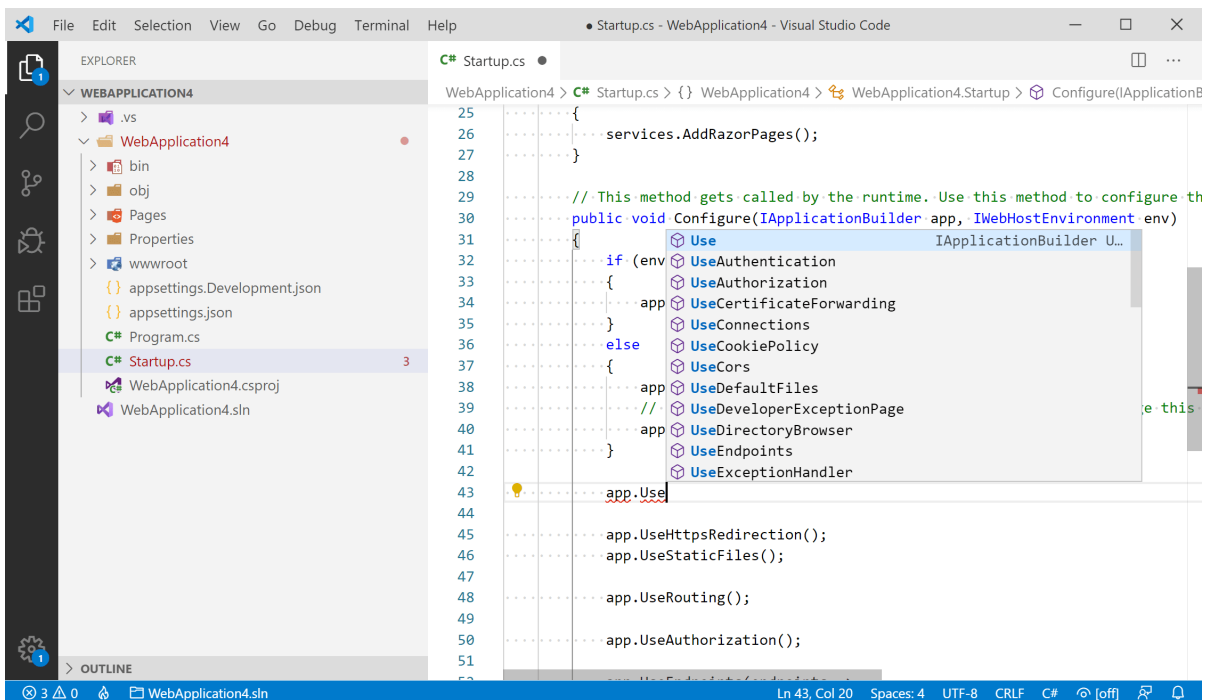 File Edit Selection View Go Debug Terminal Help ● Startup.cs - WebApplication4 - Visual Studio Code
EXPLORER
WEBAPPLICATION4
.vs
WebApplication4
bin
obj
Pages
Properties
wwwroot
{ } appsettings.Development.json
{ } appsettings.json
C# Program.cs
C# Startup.cs 3
WebApplication4.csproj
WebApplication4.sln
OUTLINE
1
1
C# Startup.cs ●
WebApplication4 > C# Startup.cs > { } WebApplication4 > WebApplication4.Startup > Configure(IApplicationB
25 {
26 services.AddRazorPages();
27 }
28
29 // This method gets called by the runtime. Use this method to configure th
30 public void Configure(IApplicationBuilder app, IWebHostEnvironment env)
31 {
32 if (env
33 {
34 app
35 }
36 else
37 {
38 app
39 // e this
40 app
41 }
42
43 app.Use
44
45 app.UseHttpsRedirection();
46 app.UseStaticFiles();
47
48 app.UseRouting();
49
50 app.UseAuthorization();
51
Use IApplicationBuilder U…
UseAuthentication
UseAuthorization
UseCertificateForwarding
UseConnections
UseCookiePolicy
UseCors
UseDefaultFiles
UseDeveloperExceptionPage
UseDirectoryBrowser
UseEndpoints
UseExceptionHandler
3 0 WebApplication4.sln Ln 43, Col 20 Spaces: 4 UTF-8 CRLF C# [off]